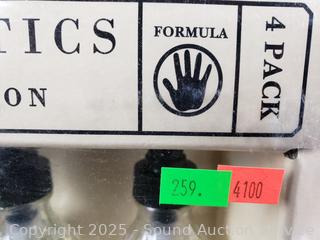 TICS
ON
FORMULA
4 PACK
259.
4100
Copyright 2025 - Sound Auction Service